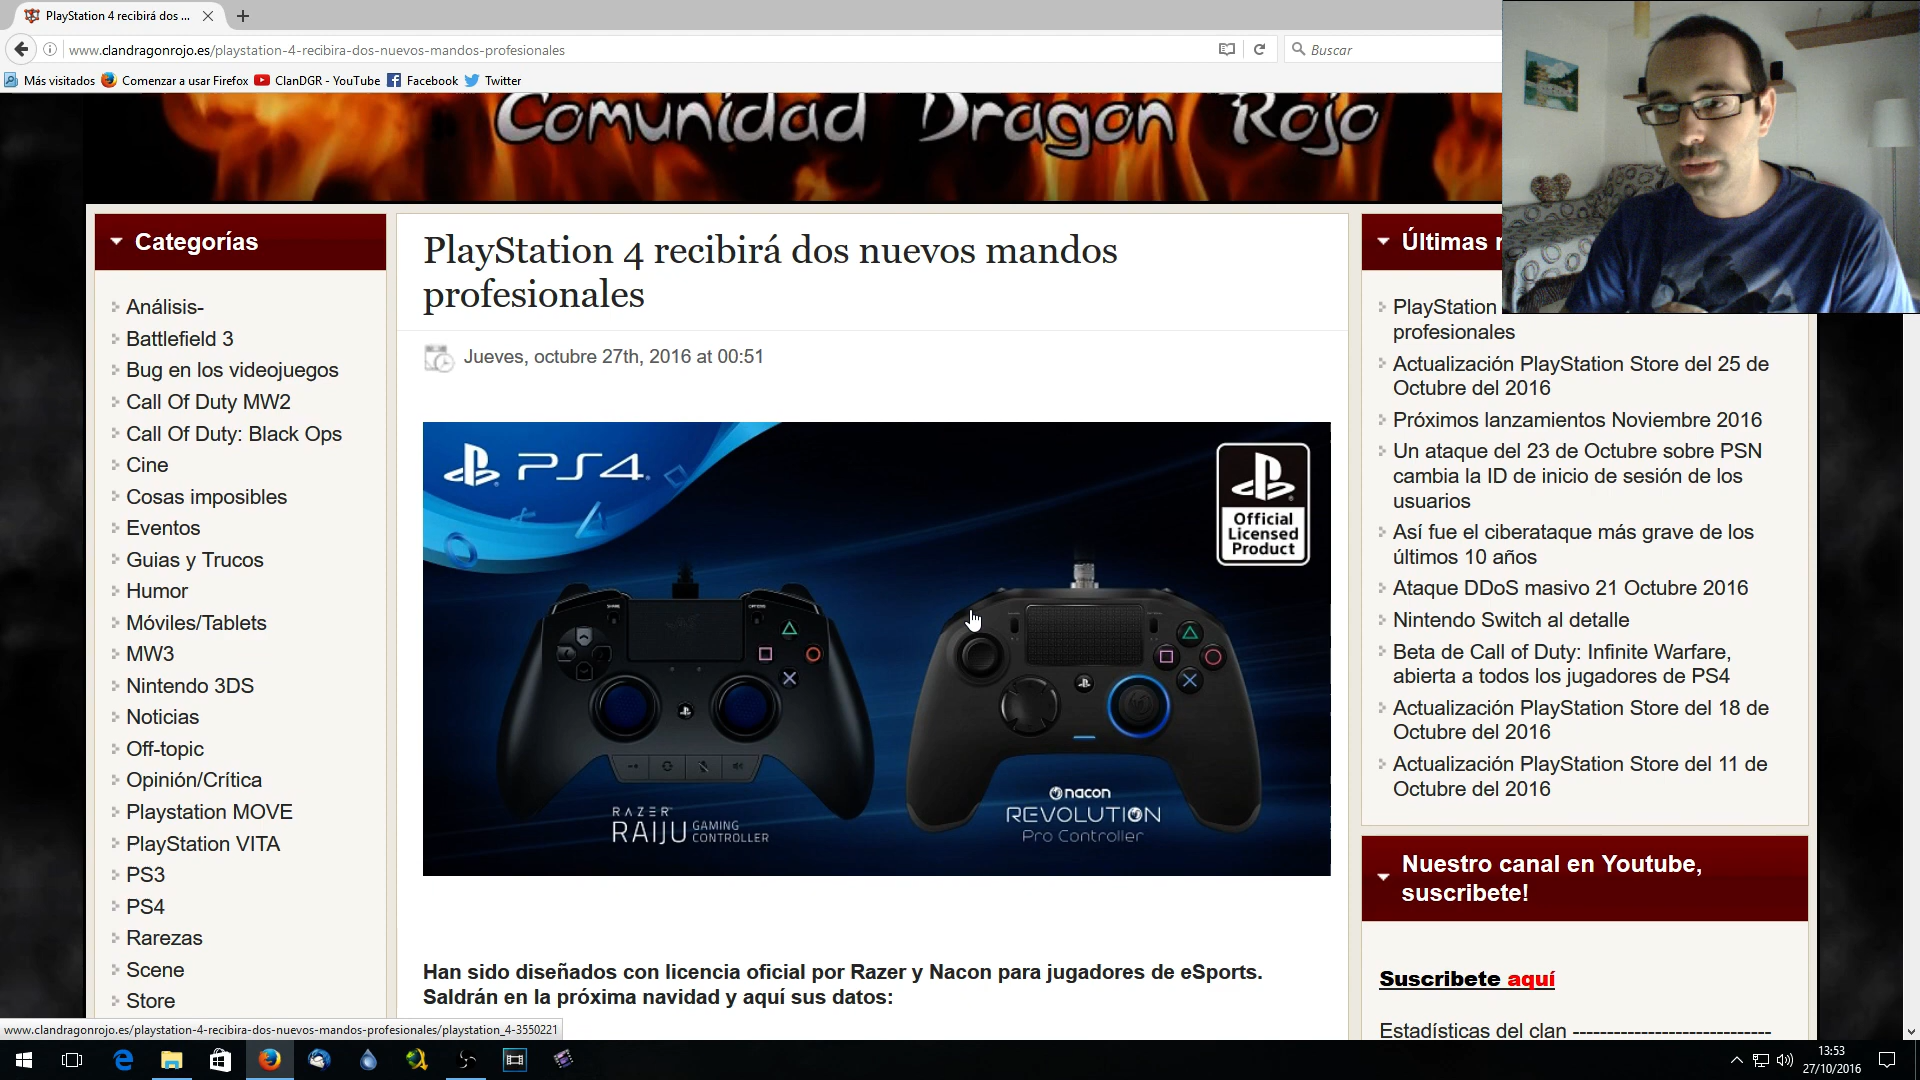 PlayStation 4 recibirá dos ...
www.clandragonrojo.es/playstation-4-recibira-dos-nuevos-mandos-profesionales
Buscar
Más visitados
Comenzar a usar Firefox
ClanDGR - YouTube
Facebook
Twitter
Comunidad Dragon Rojo
Categorías
Análisis-
Battlefield 3
Bug en los videojuegos
Call Of Duty MW2
Call Of Duty: Black Ops
Cine
Cosas imposibles
Eventos
Guias y Trucos
Humor
Móviles/Tablets
MW3
Nintendo 3DS
Noticias
Off-topic
Opinión/Crítica
Playstation MOVE
PlayStation VITA
PS3
PS4
Rarezas
Scene
Store
PlayStation 4 recibirá dos nuevos mandos
profesionales
Jueves, octubre 27th, 2016 at 00:51
PS4
Official
Licensed
Product
SHARE
OPTIONS
RAZER
RAIJU GAMING
CONTROLLER
nacon
REVOLUTION
Pro Controller
Han sido diseñados con licencia oficial por Razer y Nacon para jugadores de eSports.
Saldrán en la próxima navidad y aquí sus datos:
Últimas
PlayStation
profesionales
Actualización PlayStation Store del 25 de
Octubre del 2016
Próximos lanzamientos Noviembre 2016
Un ataque del 23 de Octubre sobre PSN
cambia la ID de inicio de sesión de los
usuarios
Así fue el ciberataque más grave de los
últimos 10 años
Ataque DDoS masivo 21 Octubre 2016
Nintendo Switch al detalle
Beta de Call of Duty: Infinite Warfare,
abierta a todos los jugadores de PS4
Actualización PlayStation Store del 18 de
Octubre del 2016
Actualización PlayStation Store del 11 de
Octubre del 2016
Nuestro canal en Youtube,
suscribete!
Suscribete aquí
Estadísticas del clan ------------------------------
www.clandragonrojo.es/playstation-4-recibira-dos-nuevos-mandos-profesionales/playstation_4-3550221
13:53
27/10/2016